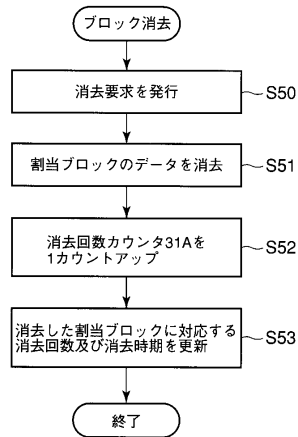 ブロック消去
消去要求を発行
S50
割当ブロックのデータを消去
S51
消去回数カウンタ31Aを
1カウントアップ
S52
消去した割当ブロックに対応する
消去回数及び消去時期を更新
S53
終了